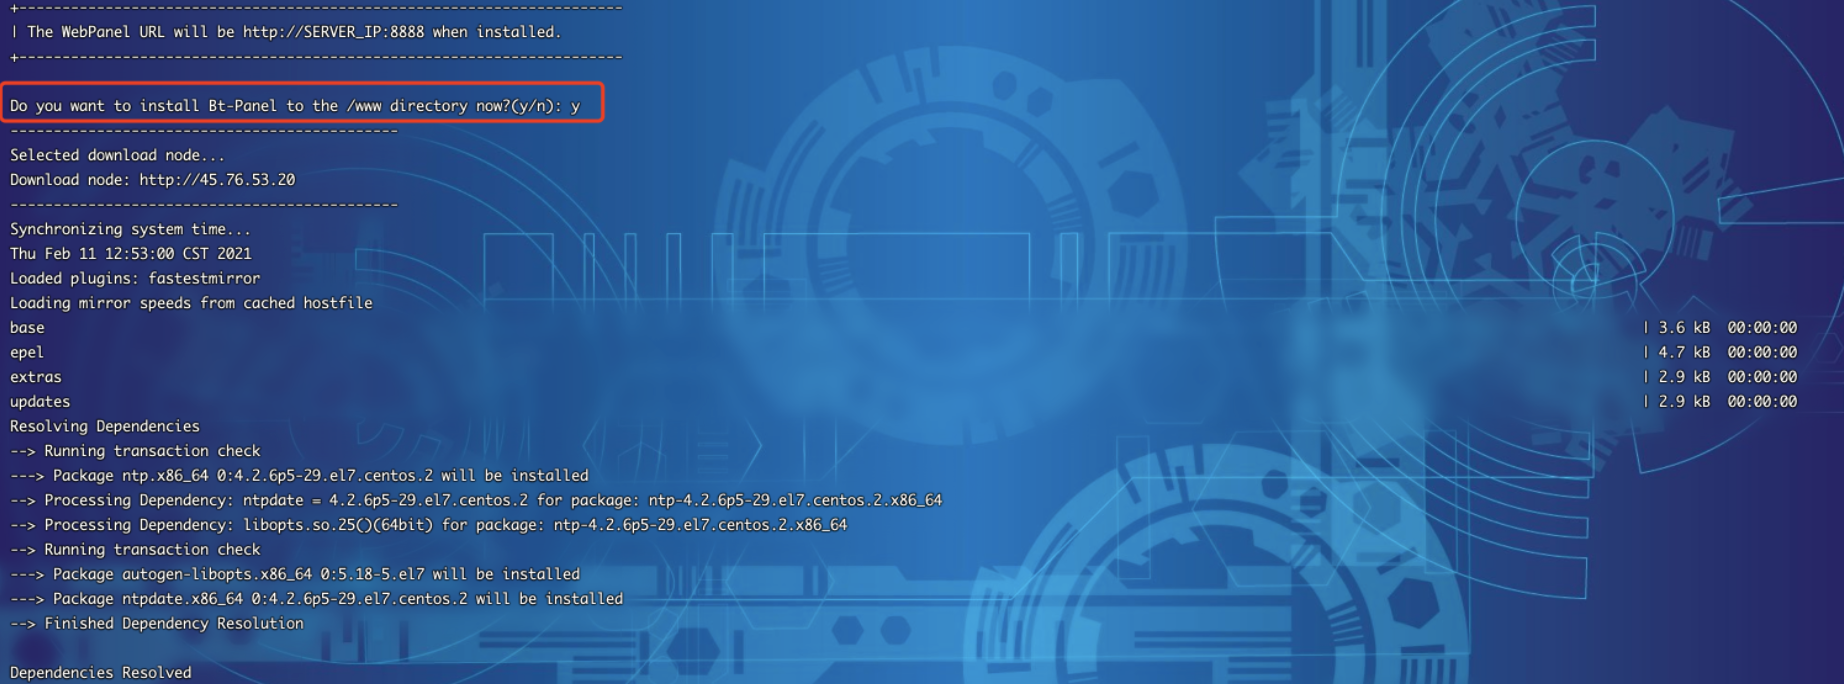 +----------------------------------------------------------------------
| The WebPanel URL will be http://SERVER_IP:8888 when installed.
+----------------------------------------------------------------------
Do you want to install Bt-Panel to the /www directory now?(y/n): y
---------------------------------------------
Selected download node...
Download node: http://45.76.53.20
---------------------------------------------
Synchronizing system time...
Thu Feb 11 12:53:00 CST 2021
Loaded plugins: fastestmirror
Loading mirror speeds from cached hostfile
base | 3.6 kB 00:00:00
epel | 4.7 kB 00:00:00
extras | 2.9 kB 00:00:00
updates | 2.9 kB 00:00:00
Resolving Dependencies
--> Running transaction check
---> Package ntp.x86_64 0:4.2.6p5-29.el7.centos.2 will be installed
--> Processing Dependency: ntpdate = 4.2.6p5-29.el7.centos.2 for package: ntp-4.2.6p5-29.el7.centos.2.x86_64
--> Processing Dependency: libopts.so.25()(64bit) for package: ntp-4.2.6p5-29.el7.centos.2.x86_64
--> Running transaction check
---> Package autogen-libopts.x86_64 0:5.18-5.el7 will be installed
---> Package ntpdate.x86_64 0:4.2.6p5-29.el7.centos.2 will be installed
--> Finished Dependency Resolution
Dependencies Resolved